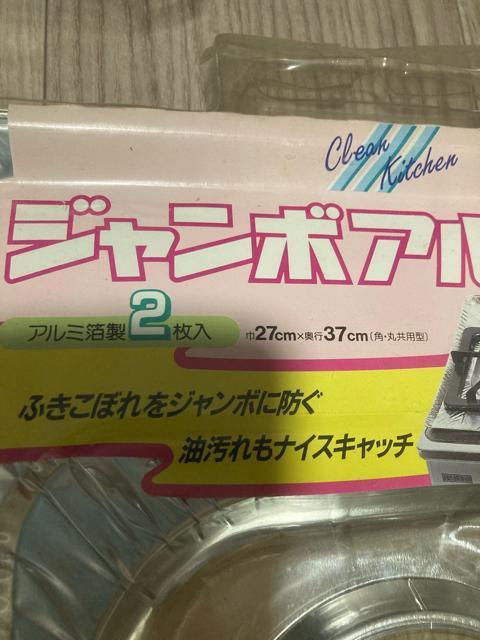 Clean
Kitchen
ジャンボアル
アルミ箔製2枚入
巾27cm×奥行37cm(角・丸共用型)
ふきこぼれをジャンボに防ぐ
油汚れもナイスキャッチ